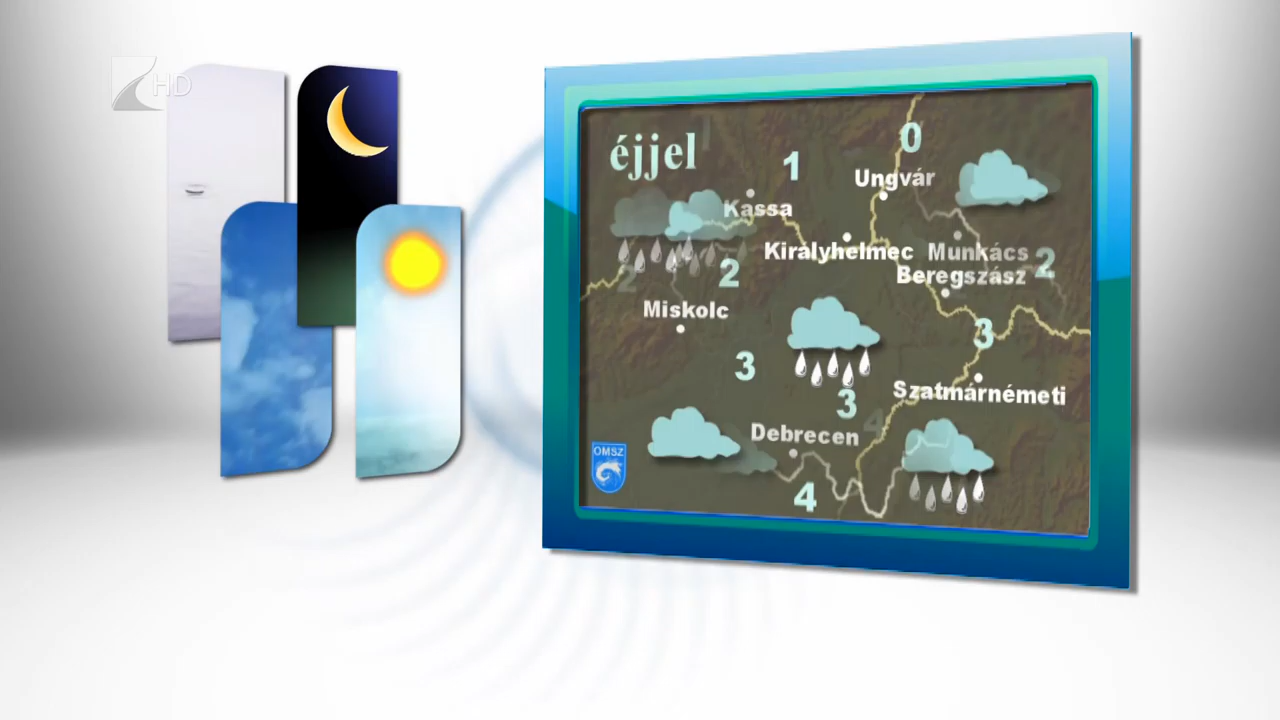 HD
éjjel
1
0
Ungvár
Kassa
Királyhelmec
Munkács
2
2
2
Beregszász
Miskolc
3
3
Szatmárnémeti
3
4
Debrecen
OMSZ
4